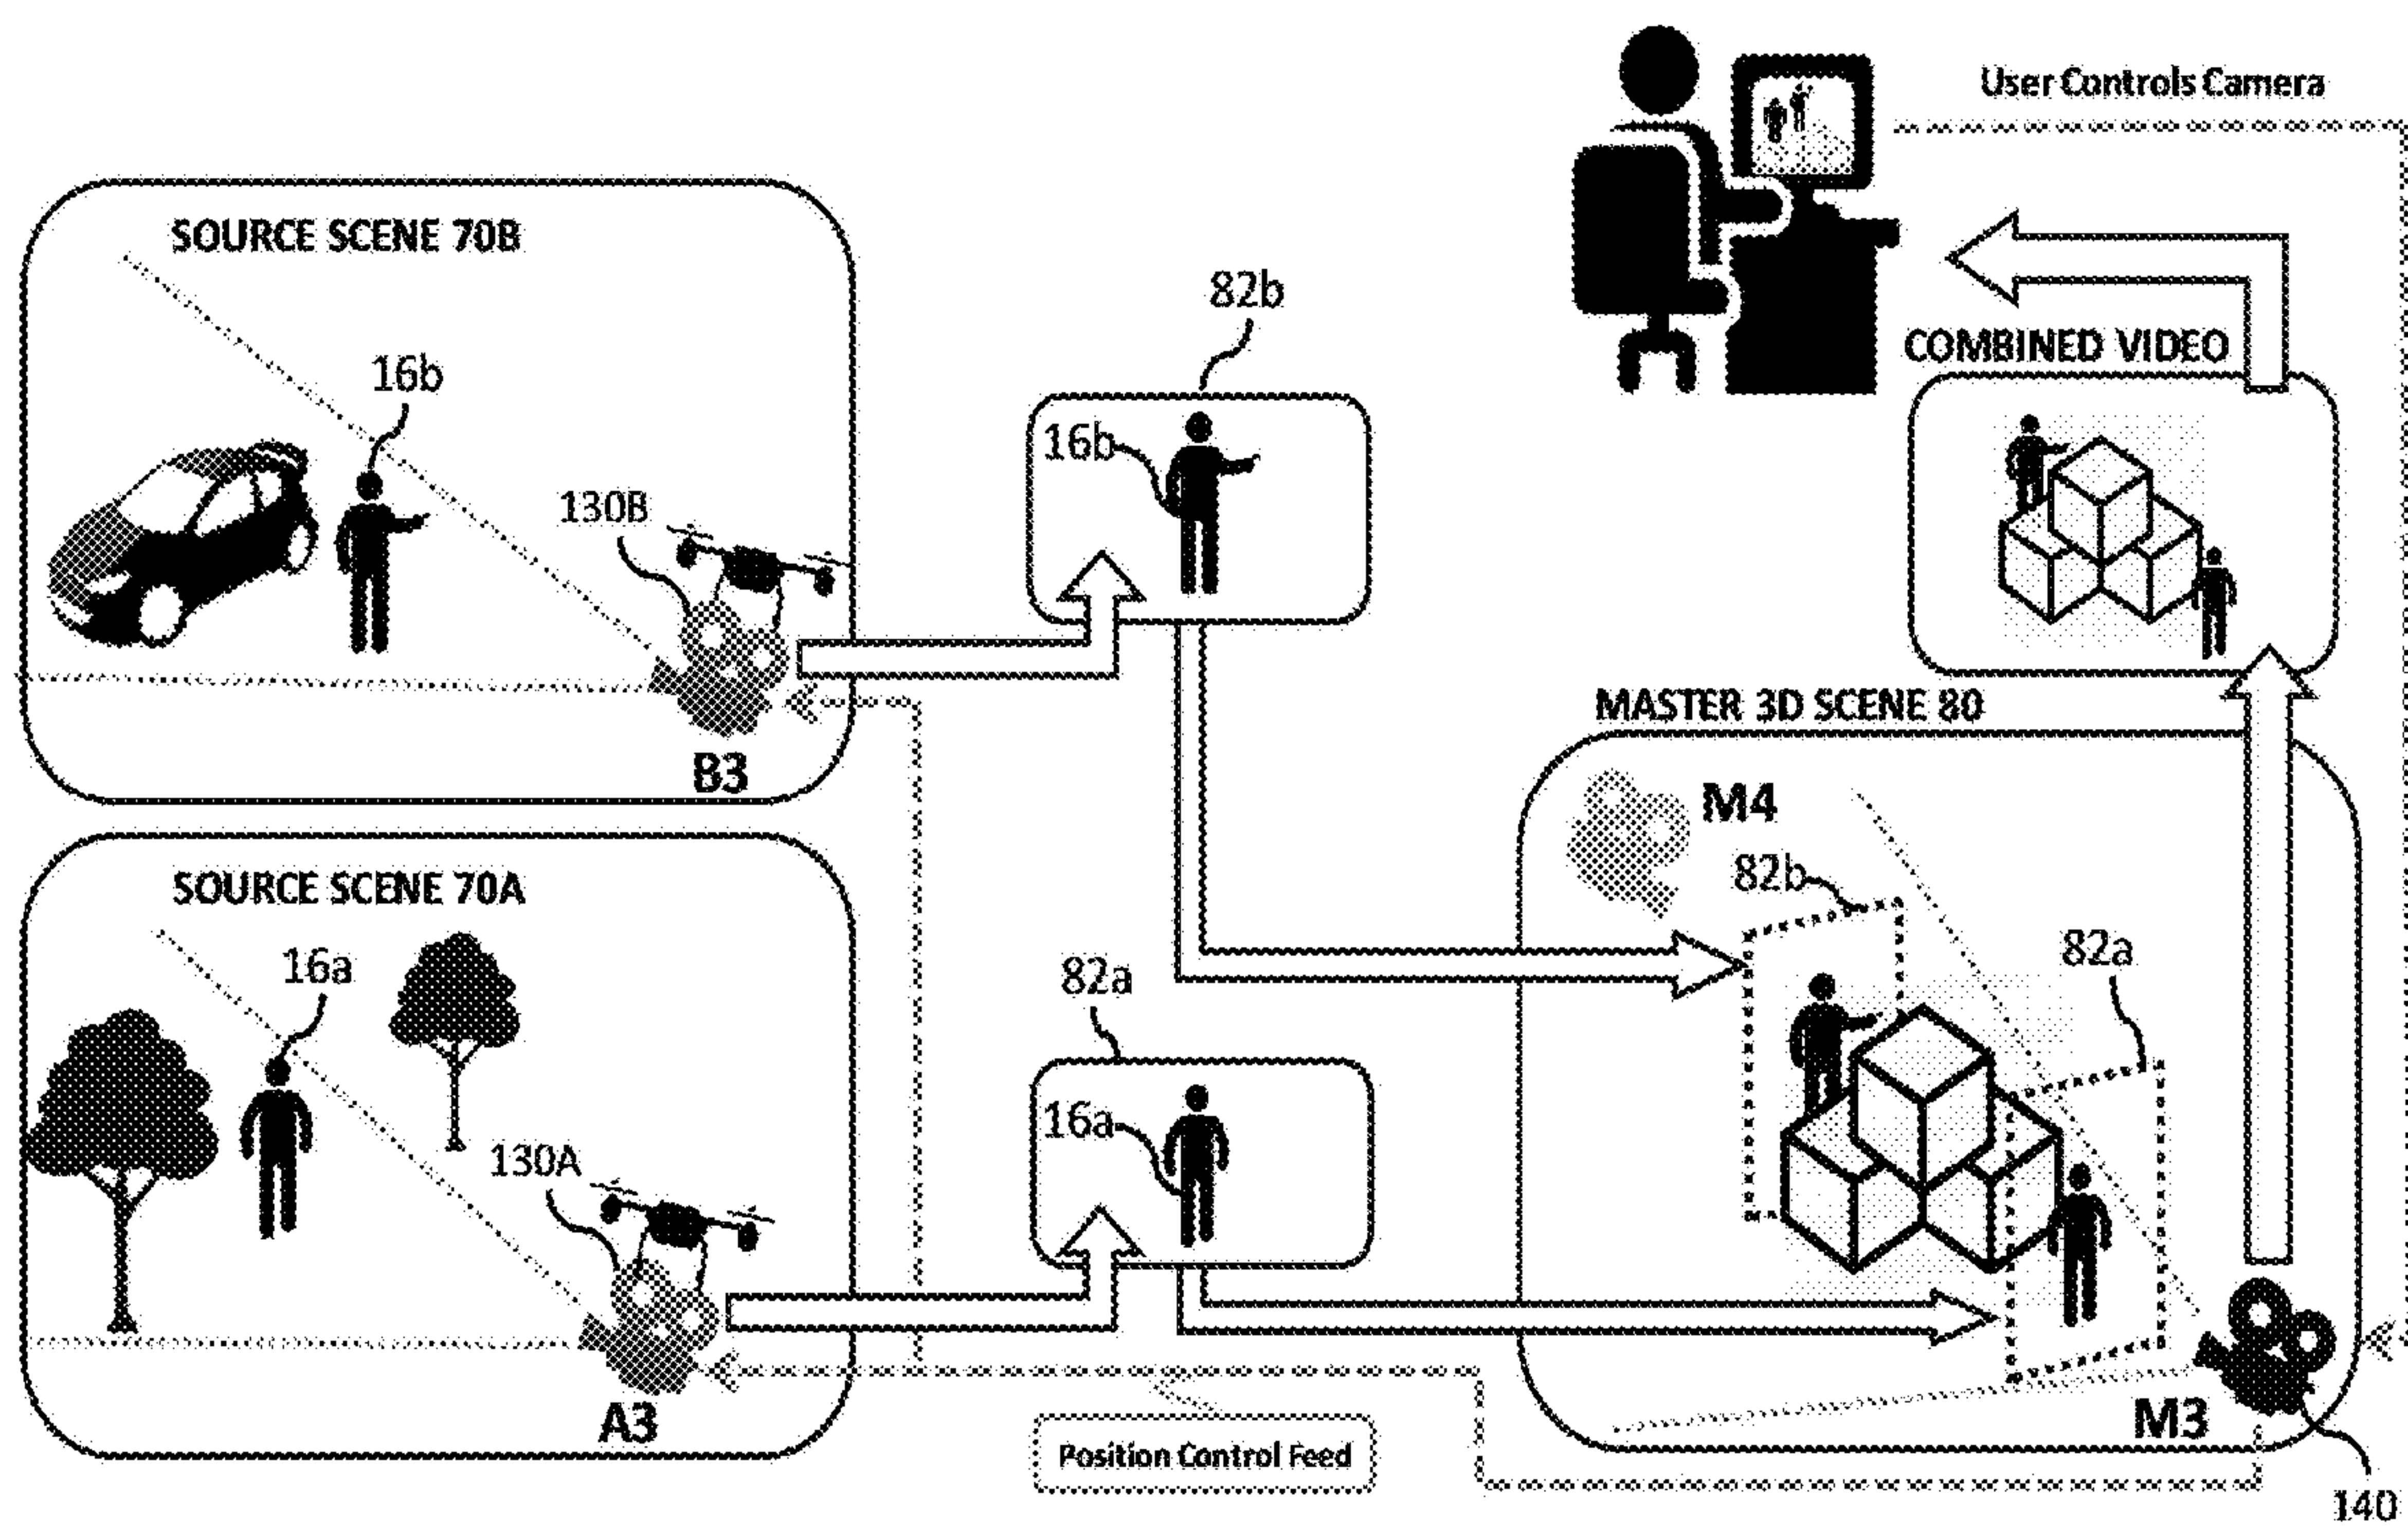 User Controls Camera
SOURCE SCENE 70B
82b
16b
COMBINED VIDEO
16b
130B
MASTER 3D SCENE 80
B3
M4
82b
SOURCE SCENE 70A
82a
16a
82a
16a
130A
A3
M3
Position Control Feed
140